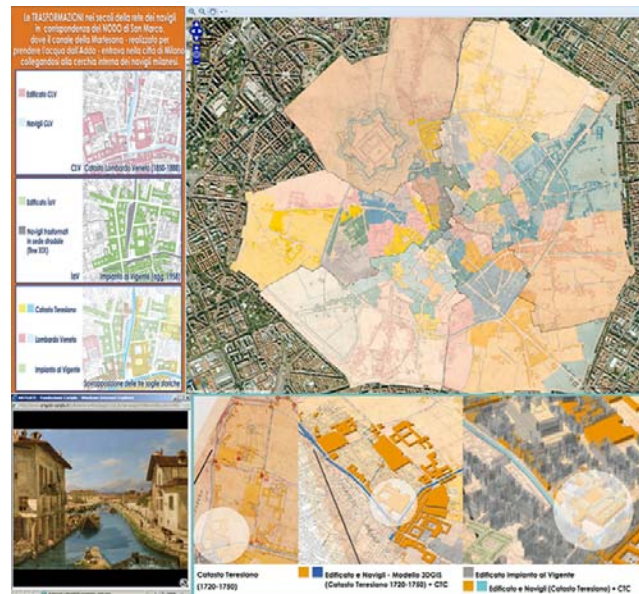 Le TRASFORMAZIONI nei secoli della rete dei navigli
in corrispondenza del NODO di San Marco,
dove il canale della Martesana - realizzato per
prendere l'acqua dall'Adda - entrava nella città di Milano
collegandosi alla cerchia interna dei navigli milanesi.
Edificato CLV
Navigli CLV
CLV Catasto Lombardo Veneto (1850-1888)
Edificato
Navigli trasformati
in sede stradale
(fine XIX)
Impianto al Vigente (agg. 1958)
Catasto Teresiano
Lombardo Veneto
Impianto al Vigente
Sovrapposizione delle tre soglie storiche
Catasto Teresiano
(1720-1750)
Edificato e Navigli - Modello 3DGIS
(Catasto Teresiano 1720-1750) + CTC
Edificato Impianto al Vigente
Edificato e Navigli (Catasto Teresiano) + CTC